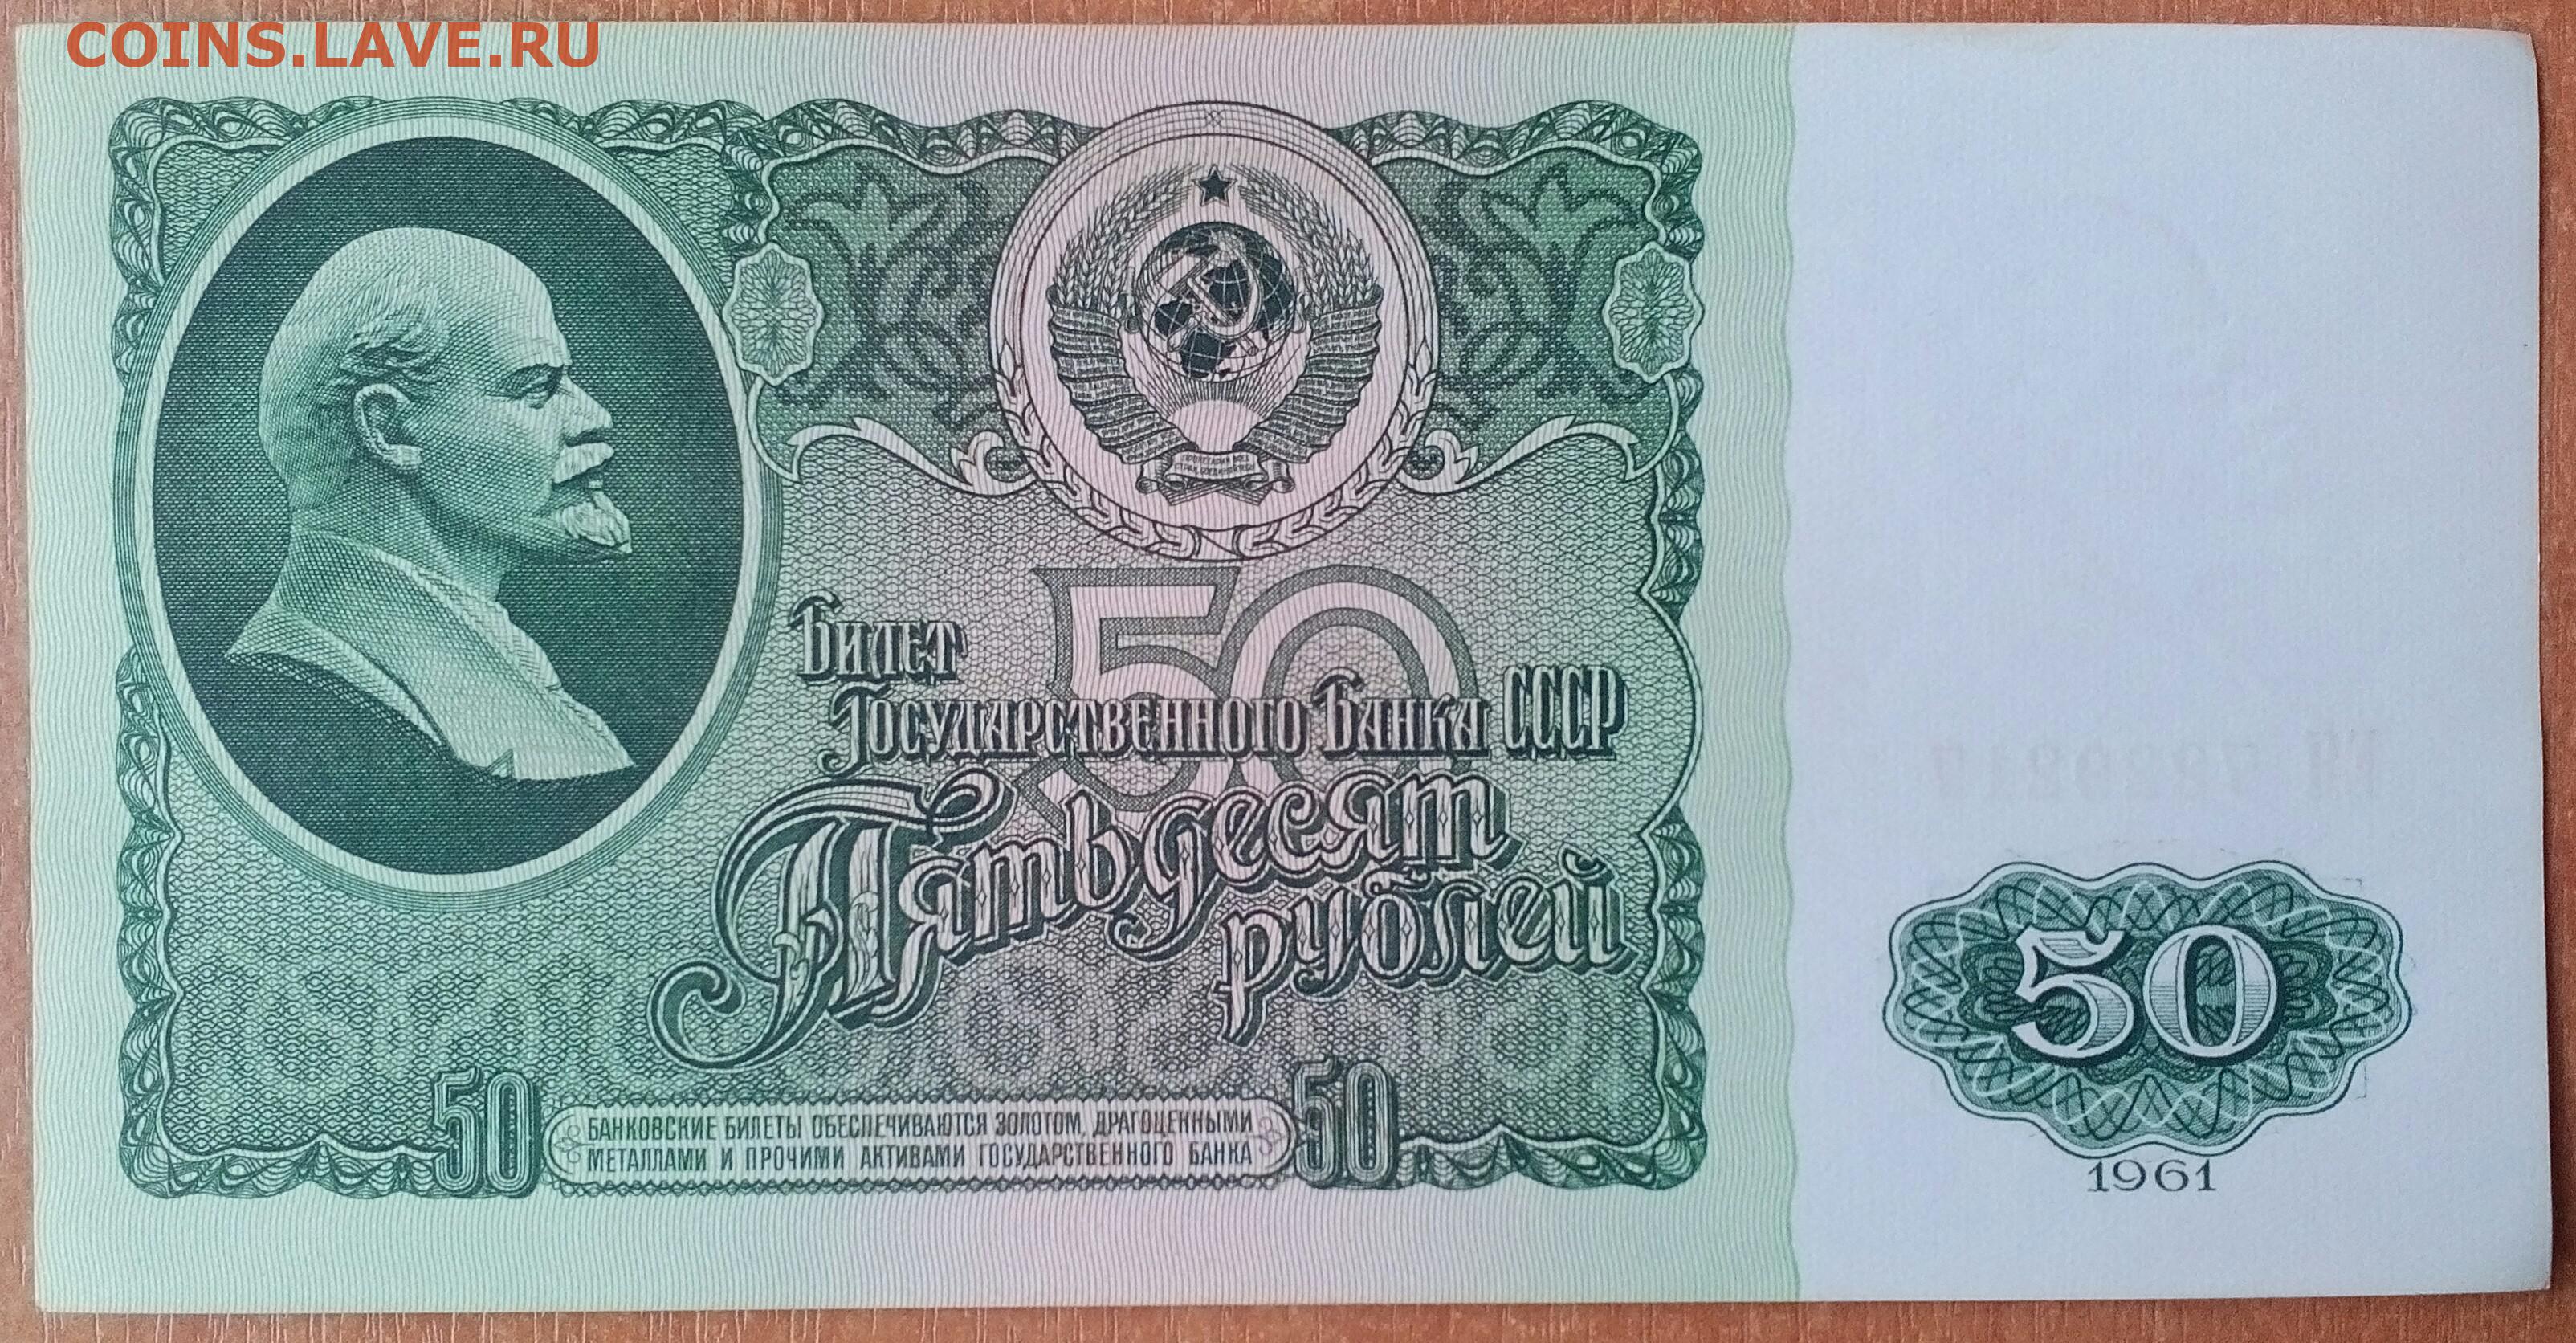 COINS.LAVE.RU
Билет
Государственного Банка СССР
50
Пятьдесят
рублей
50
БАНКОВСКИЕ БИЛЕТЫ ОБЕСПЕЧИВАЮТСЯ ЗОЛОТОМ, ДРАГОЦЕННЫМИ
МЕТАЛЛАМИ И ПРОЧИМИ АКТИВАМИ ГОСУДАРСТВЕННОГО БАНКА
50
50
1961